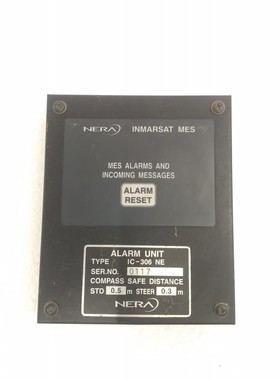 NERA INMARSAT MES
MES ALARMS AND
INCOMING MESSAGES
ALARM
RESET
ALARM UNIT
TYPE IC-306 NE
SER.NO. 0117
COMPASS SAFE DISTANCE
STD 0.5 m STEER 0.3 m
NERA